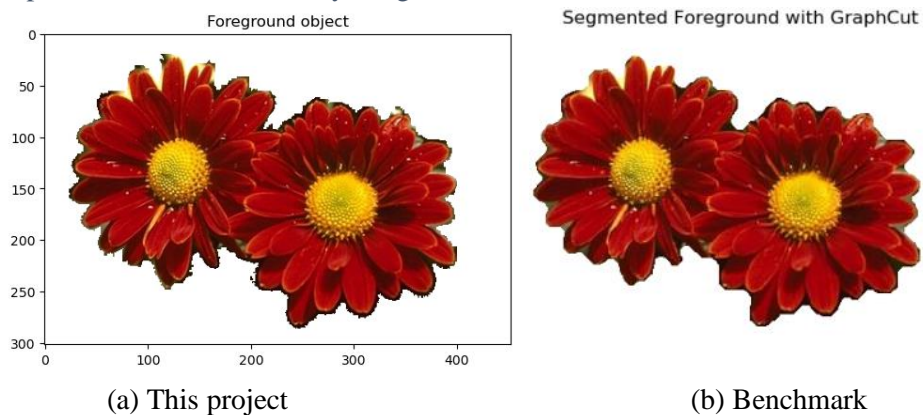 Foreground object
Segmented Foreground with GraphCut
0
50
100
150
200
250
300
0 100 200 300 400
(a) This project
(b) Benchmark